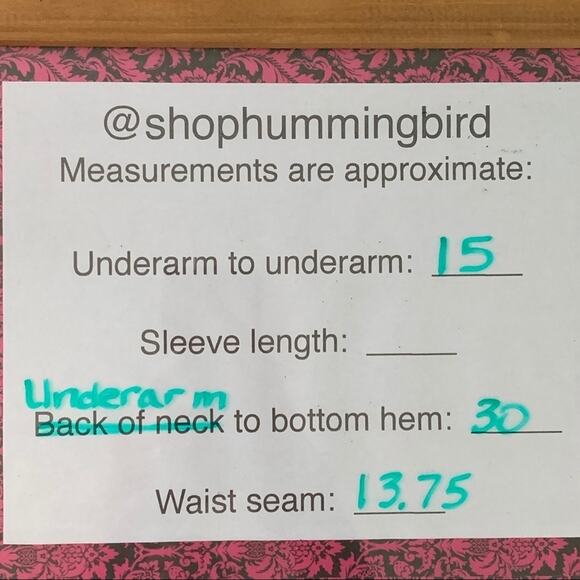 @shophummingbird
Measurements are approximate:
Underarm to underarm: 15
Sleeve length: ____
Underarm
Back of neck to bottom hem: 30
Waist seam: 13.75